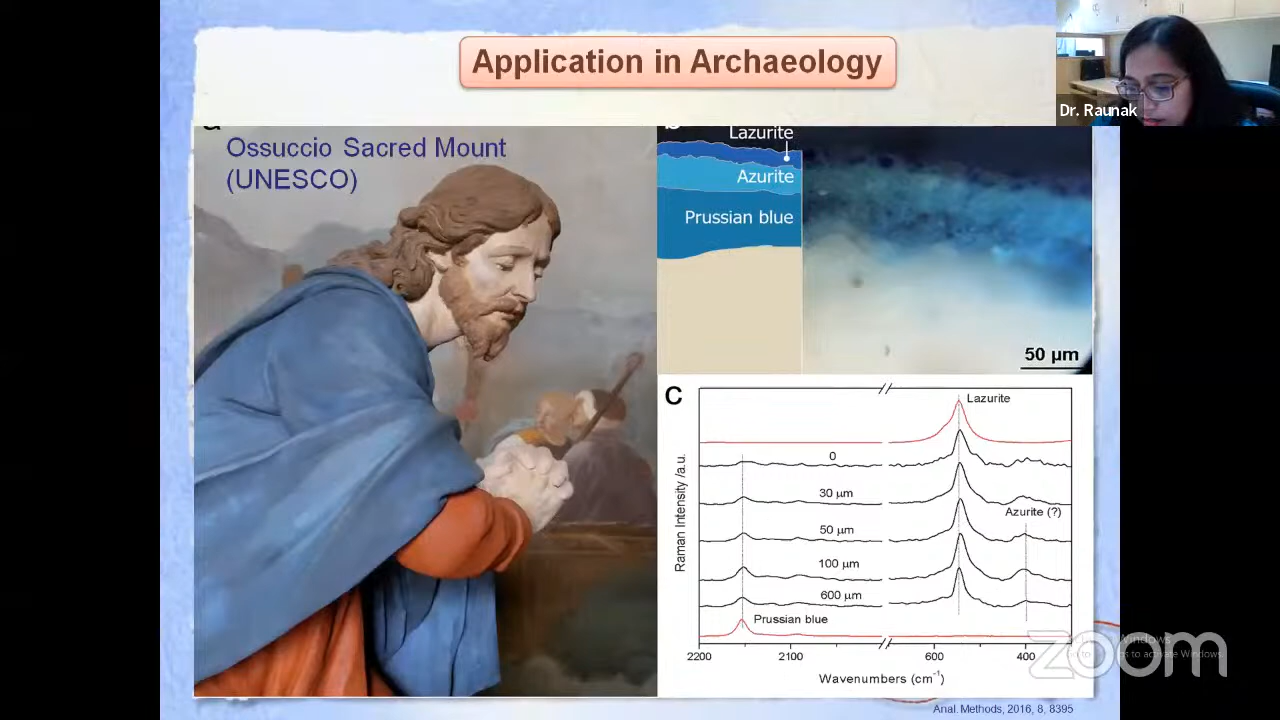 Application in Archaeology
Dr. Raunak
Ossuccio Sacred Mount
(UNESCO)
Lazurite
Azurite
Prussian blue
50 µm
C
Lazurite
0
30 µm
Azurite (?)
50 µm
100 µm
600 µm
Prussian blue
Raman Intensity /a.u.
2200
2100
600
400
Wavenumbers (cm⁻¹)
zoom
Anal. Methods, 2016, 8, 8395